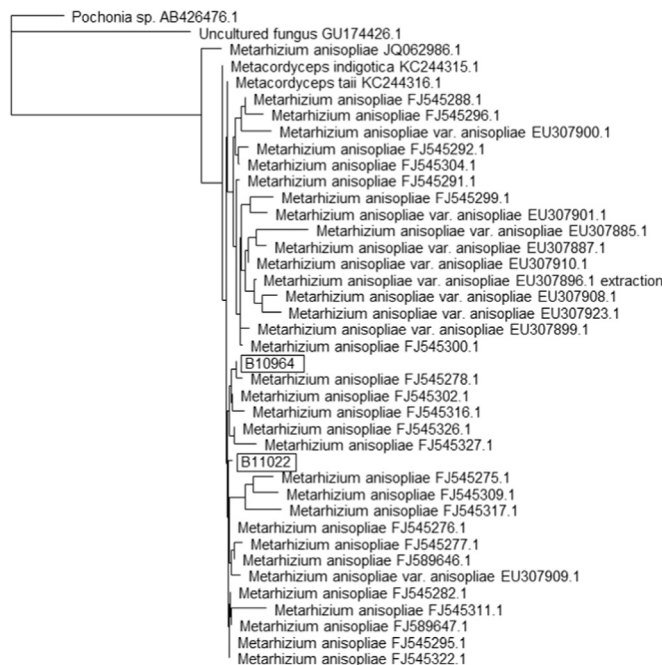 Pochonia sp. AB426476.1
Uncultured fungus GU174426.1
Metarhizium anisopliae JQ062986.1
Metacordyceps indigotica KC244315.1
Metacordyceps taii KC244316.1
Metarhizium anisopliae FJ545288.1
Metarhizium anisopliae FJ545296.1
Metarhizium anisopliae var. anisopliae EU307900.1
Metarhizium anisopliae FJ545292.1
Metarhizium anisopliae FJ545304.1
Metarhizium anisopliae FJ545291.1
Metarhizium anisopliae FJ545299.1
Metarhizium anisopliae var. anisopliae EU307901.1
Metarhizium anisopliae var. anisopliae EU307885.1
Metarhizium anisopliae var. anisopliae EU307887.1
Metarhizium anisopliae var. anisopliae EU307910.1
Metarhizium anisopliae var. anisopliae EU307896.1 extraction
Metarhizium anisopliae var. anisopliae EU307908.1
Metarhizium anisopliae var. anisopliae EU307923.1
Metarhizium anisopliae var. anisopliae EU307899.1
Metarhizium anisopliae FJ545300.1
B10964
Metarhizium anisopliae FJ545278.1
Metarhizium anisopliae FJ545302.1
Metarhizium anisopliae FJ545316.1
Metarhizium anisopliae FJ545326.1
Metarhizium anisopliae FJ545327.1
B11022
Metarhizium anisopliae FJ545275.1
Metarhizium anisopliae FJ545309.1
Metarhizium anisopliae FJ545317.1
Metarhizium anisopliae FJ545276.1
Metarhizium anisopliae FJ545277.1
Metarhizium anisopliae FJ589646.1
Metarhizium anisopliae var. anisopliae EU307909.1
Metarhizium anisopliae FJ545282.1
Metarhizium anisopliae FJ545311.1
Metarhizium anisopliae FJ589647.1
Metarhizium anisopliae FJ545295.1
Metarhizium anisopliae FJ545322.1